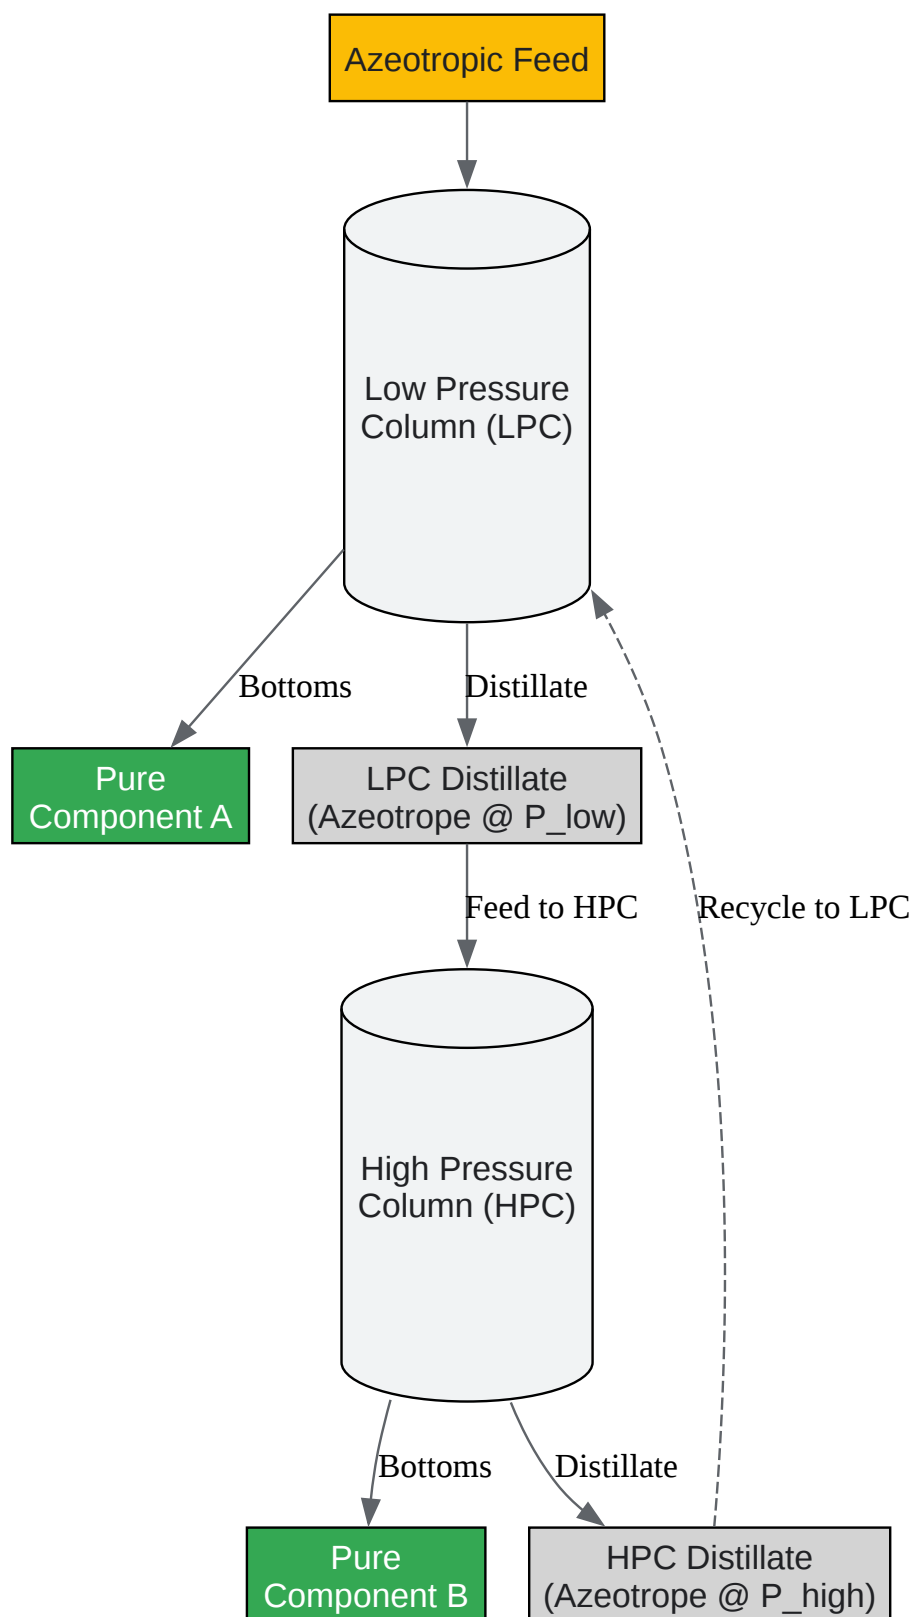 Azeotropic Feed
Low Pressure
Column (LPC)
Bottoms
Distillate
Pure
Component A
LPC Distillate
(Azeotrope @ P_low)
Feed to HPC
Recycle to LPC
High Pressure
Column (HPC)
Bottoms
Distillate
Pure
Component B
HPC Distillate
(Azeotrope @ P_high)